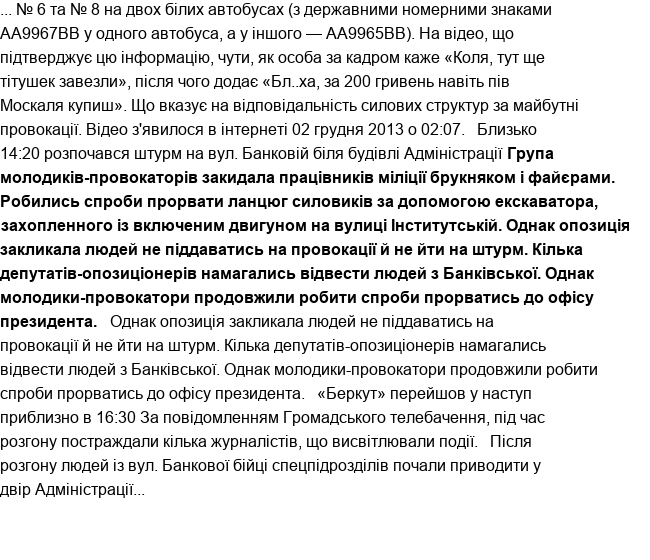 ... № 6 та № 8 на двох білих автобусах (з державними номерними знаками
АА9967ВВ у одного автобуса, а у іншого — АА9965ВВ). На відео, що
підтверджує цю інформацію, чути, як особа за кадром каже «Коля, тут ще
тітушек завезли», після чого додає «Бл..ха, за 200 гривень навіть пів
Москаля купиш». Що вказує на відповідальність силових структур за майбутні
провокації. Відео з'явилося в інтернеті 02 грудня 2013 о 02:07.   Близько
14:20 розпочався штурм на вул. Банковій біля будівлі Адміністрації Група
молодиків-провокаторів закидала працівників міліції брукняком і файєрами.
Робились спроби прорвати ланцюг силовиків за допомогою екскаватора,
захопленного із включеним двигуном на вулиці Інститутській. Однак опозиція
закликала людей не піддаватись на провокації й не йти на штурм. Кілька
депутатів-опозиціонерів намагались відвести людей з Банківської. Однак
молодики-провокатори продовжили робити спроби прорватись до офісу
президента.   Однак опозиція закликала людей не піддаватись на
провокації й не йти на штурм. Кілька депутатів-опозиціонерів намагались
відвести людей з Банківської. Однак молодики-провокатори продовжили робити
спроби прорватись до офісу президента.   «Беркут» перейшов у наступ
приблизно в 16:30 За повідомленням Громадського телебачення, під час
розгону постраждали кілька журналістів, що висвітлювали події.   Після
розгону людей із вул. Банкової бійці спецпідрозділів почали приводити у
двір Адміністрації...